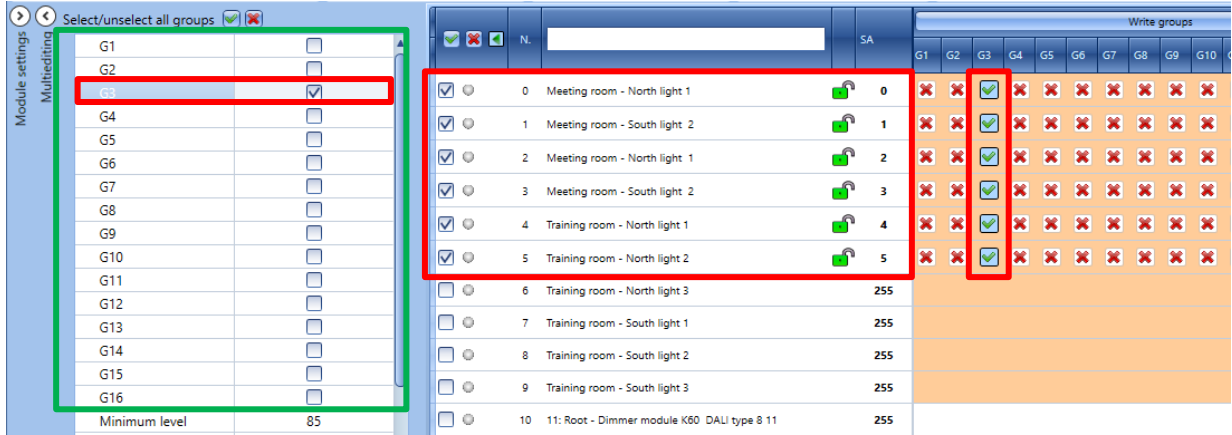 Select/unselect all groups
Module settings
Multiediting
G1
G2
G3
G4
G5
G6
G7
G8
G9
G10
G11
G12
G13
G14
G15
G16
Minimum level 85
N. SA
Write groups
G1 G2 G3 G4 G5 G6 G7 G8 G9 G10
0 Meeting room - North light 1 0
1 Meeting room - South light 2 1
2 Meeting room - North light 1 2
3 Meeting room - South light 2 3
4 Training room - North light 1 4
5 Training room - North light 2 5
6 Training room - North light 3 255
7 Training room - South light 1 255
8 Training room - South light 2 255
9 Training room - South light 3 255
10 11: Root - Dimmer module K60 DALI type 8 11 255